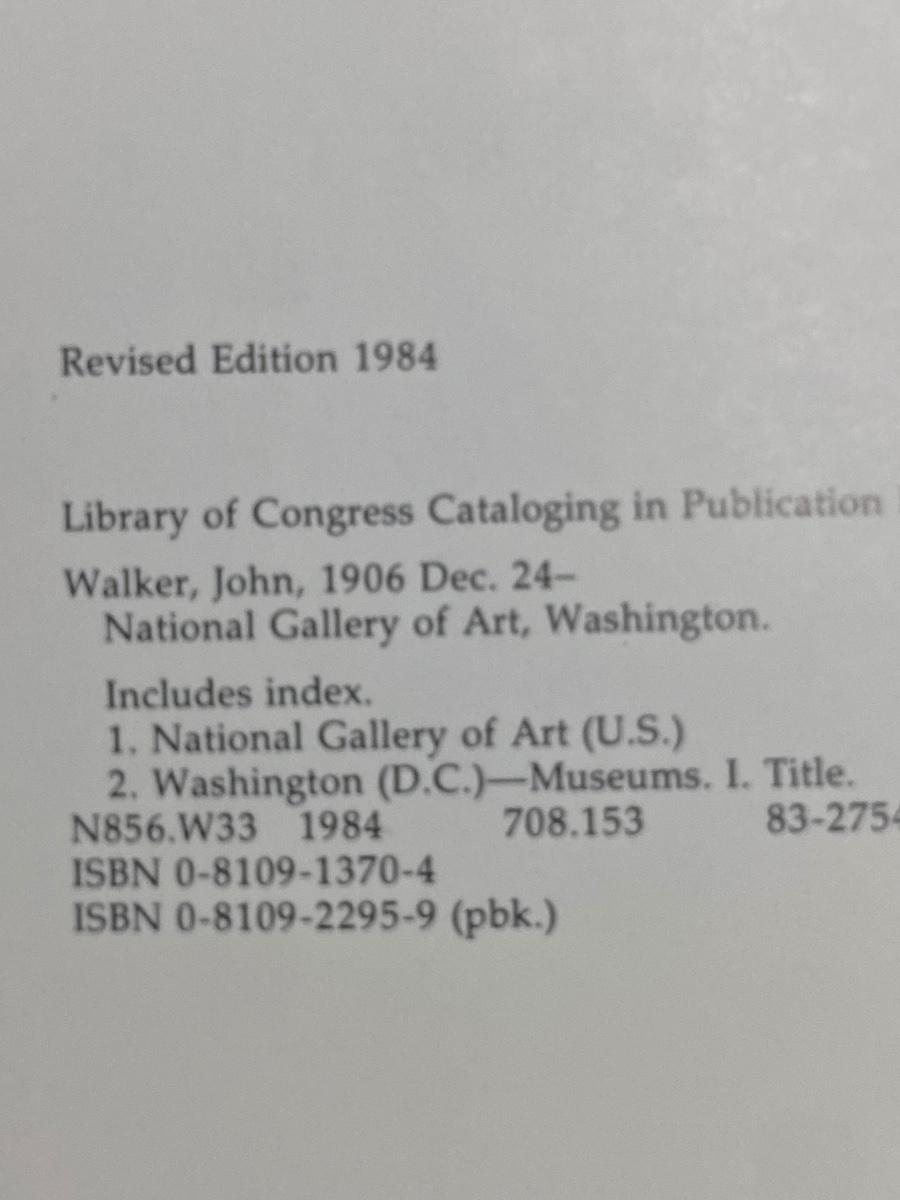 Revised Edition 1984
Library of Congress Cataloging in Publication
Walker, John, 1906 Dec. 24–
National Gallery of Art, Washington.
Includes index.
1. National Gallery of Art (U.S.)
2. Washington (D.C.)—Museums. I. Title.
N856.W33 1984 708.153 83-2754
ISBN 0-8109-1370-4
ISBN 0-8109-2295-9 (pbk.)